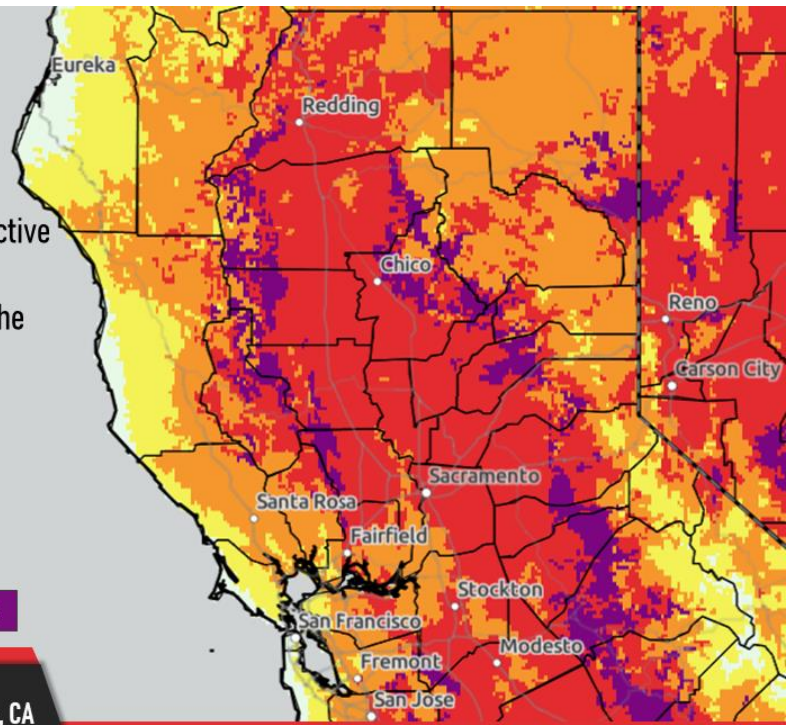 Eureka
Redding
ctive
Chico
he
Reno
Carson City
Sacramento
Santa Rosa
Fairfield
Stockton
San Francisco
Modesto
Fremont
San Jose
, CA